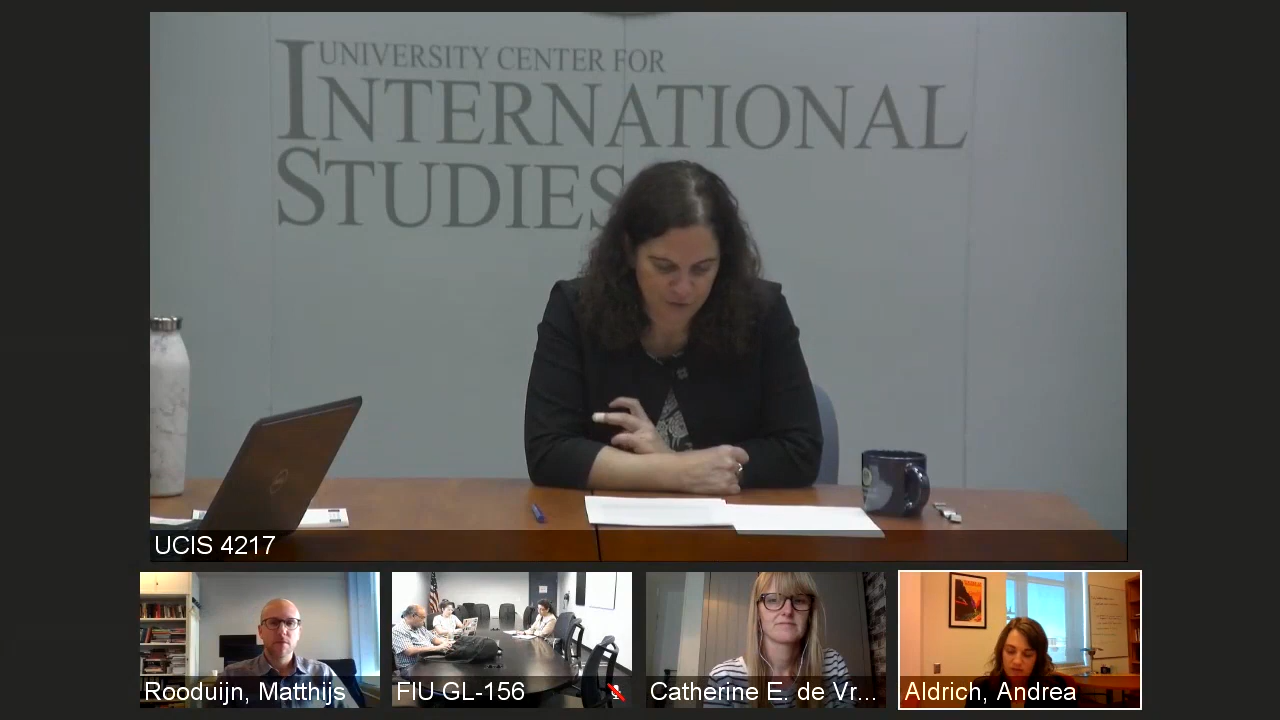 UNIVERSITY CENTER FOR
INTERNATIONAL
STUDIES
UCIS 4217
Rooduijn, Matthijs
FIU GL-156
Catherine E. de Vr...
Aldrich, Andrea